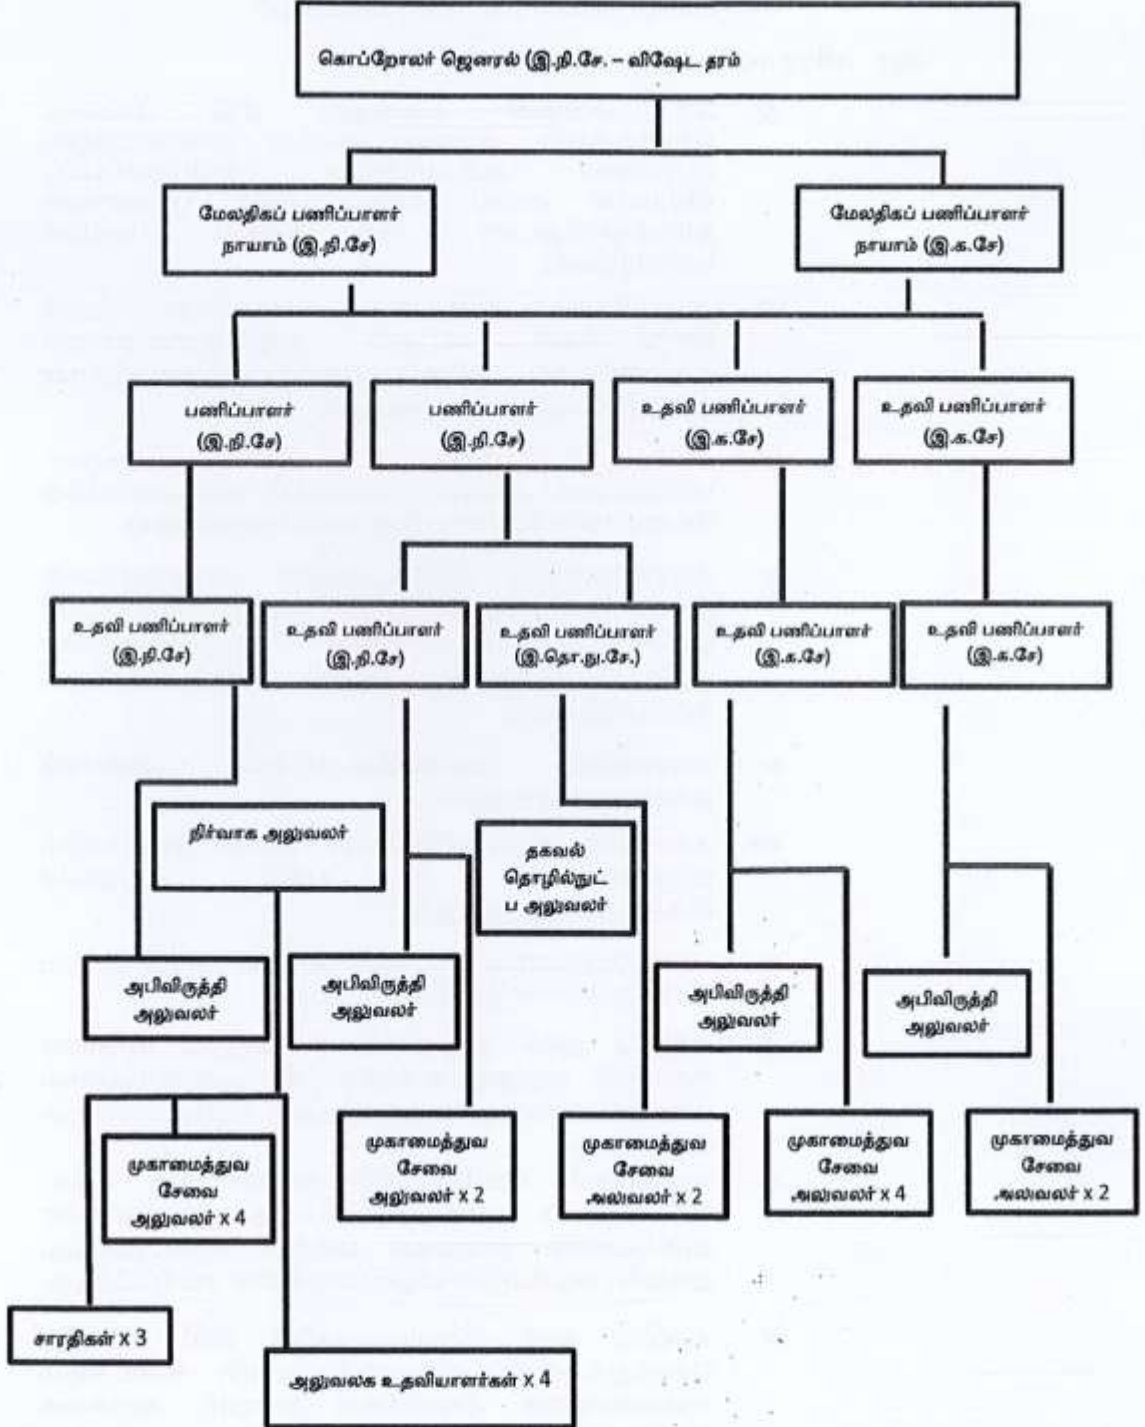 கொப்றோலர் ஜெனரல் (இ.நி.சே. – விஷேட தரம்
மேலதிகப் பணிப்பாளர்
நாயாம் (இ.நி.சே)
மேலதிகப் பணிப்பாளர்
நாயாம் (இ.க.சே)
பணிப்பாளர்
(இ.நி.சே)
பணிப்பாளர்
(இ.நி.சே)
உதவி பணிப்பாளர்
(இ.க.சே)
உதவி பணிப்பாளர்
(இ.க.சே)
உதவி பணிப்பாளர்
(இ.நி.சே)
உதவி பணிப்பாளர்
(இ.நி.சே)
உதவி பணிப்பாளர்
(இ.தொ.நு.சே.)
உதவி பணிப்பாளர்
(இ.க.சே)
உதவி பணிப்பாளர்
(இ.க.சே)
நிர்வாக அலுவலர்
தகவல்
தொழில்நுட்
ப அலுவலர்
அபிவிருத்தி
அலுவலர்
அபிவிருத்தி
அலுவலர்
அபிவிருத்தி
அலுவலர்
அபிவிருத்தி
அலுவலர்
முகாமைத்துவ
சேவை
அலுவலர் x 4
முகாமைத்துவ
சேவை
அலுவலர் x 2
முகாமைத்துவ
சேவை
அலுவலர் x 2
முகாமைத்துவ
சேவை
அலுவலர் x 4
முகாமைத்துவ
சேவை
அலுவலர் x 2
சாரதிகள் x 3
அலுவலக உதவியாளர்கள் x 4